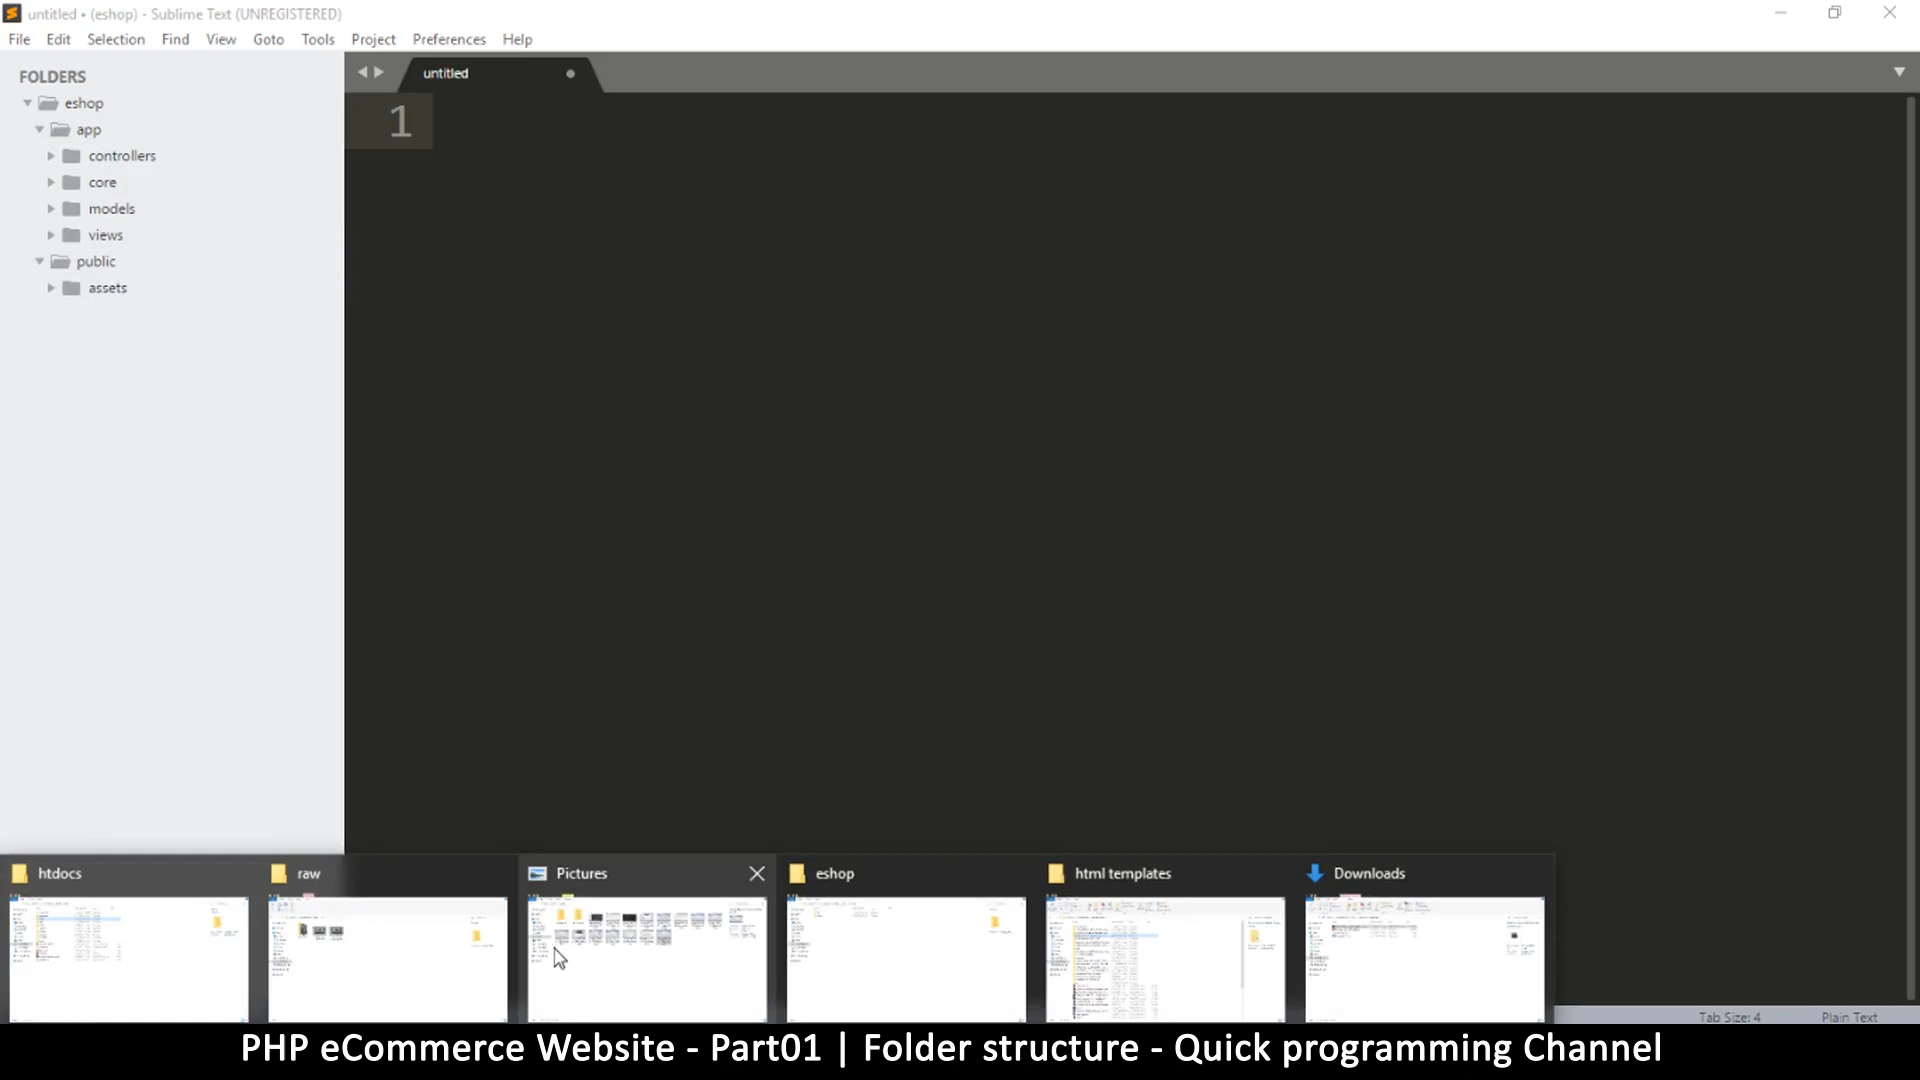 untitled • (eshop) - Sublime Text (UNREGISTERED)
File Edit Selection Find View Goto Tools Project Preferences Help
FOLDERS
untitled
eshop
1
app
controllers
core
models
views
public
assets
htdocs raw Pictures eshop html templates Downloads
Tab Size: 4 Plain Text
PHP eCommerce Website - Part01 | Folder structure - Quick programming Channel